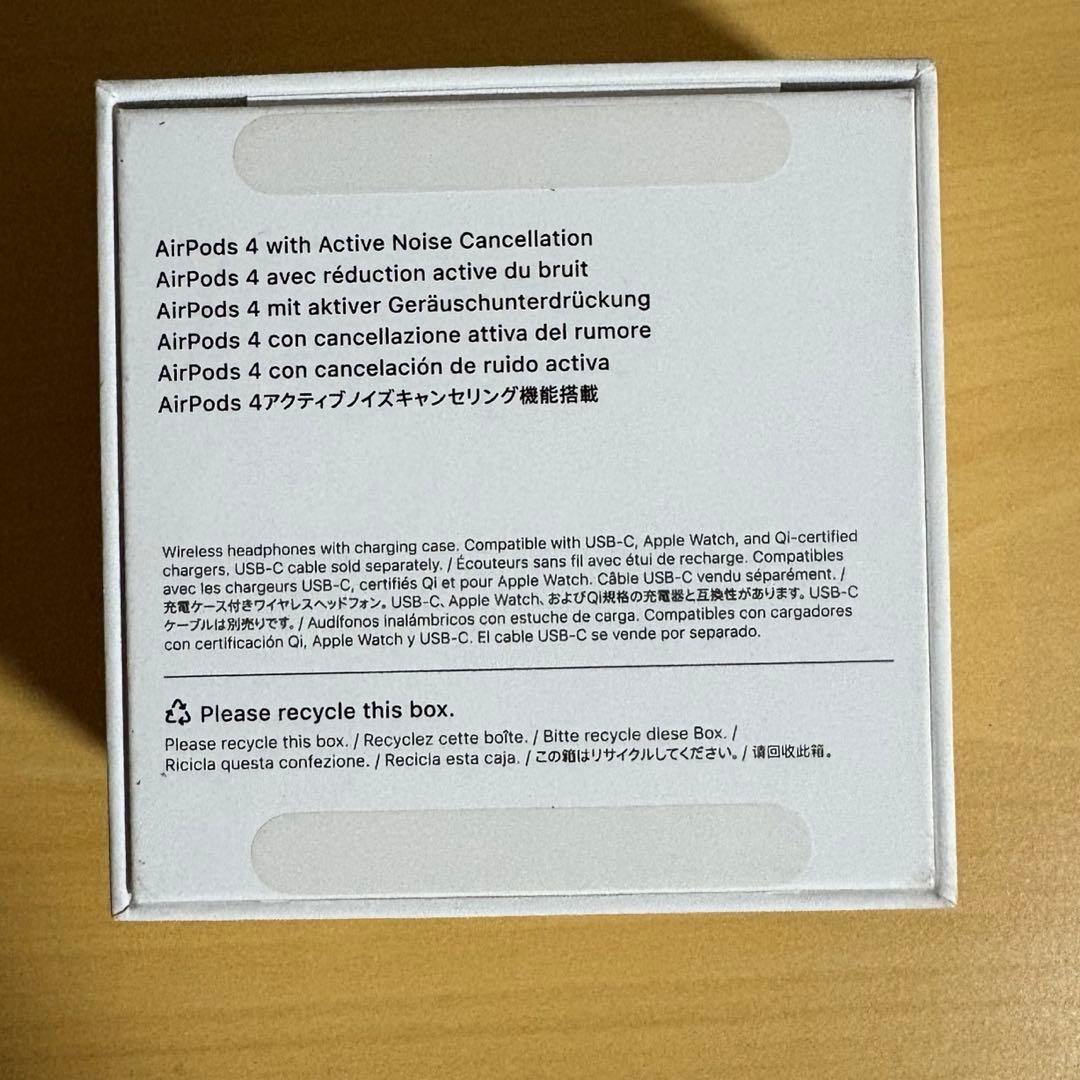 AirPods 4 with Active Noise Cancellation
AirPods 4 avec réduction active du bruit
AirPods 4 mit aktiver Geräuschunterdrückung
AirPods 4 con cancellazione attiva del rumore
AirPods 4 con cancelación de ruido activa
AirPods 4アクティブノイズキャンセリング機能搭載
Wireless headphones with charging case. Compatible with USB-C, Apple Watch, and Qi-certified
chargers, USB-C cable sold separately. / Écouteurs sans fil avec étui de recharge. Compatibles
avec les chargeurs USB-C, certifiés Qi et pour Apple Watch. Câble USB-C vendu séparément. /
充電ケース付きワイヤレスヘッドフォン。USB-C、Apple Watch、およびQi規格の充電器と互換性があります。USB-C
ケーブルは別売りです。/ Audífonos inalámbricos con estuche de carga. Compatibles con cargadores
con certificación Qi, Apple Watch y USB-C. El cable USB-C se vende por separado.
Please recycle this box.
Please recycle this box. / Recyclez cette boîte. / Bitte recycle diese Box. /
Ricicla questa confezione. / Recicla esta caja. / この箱はリサイクルしてください。/ 请回收此箱。